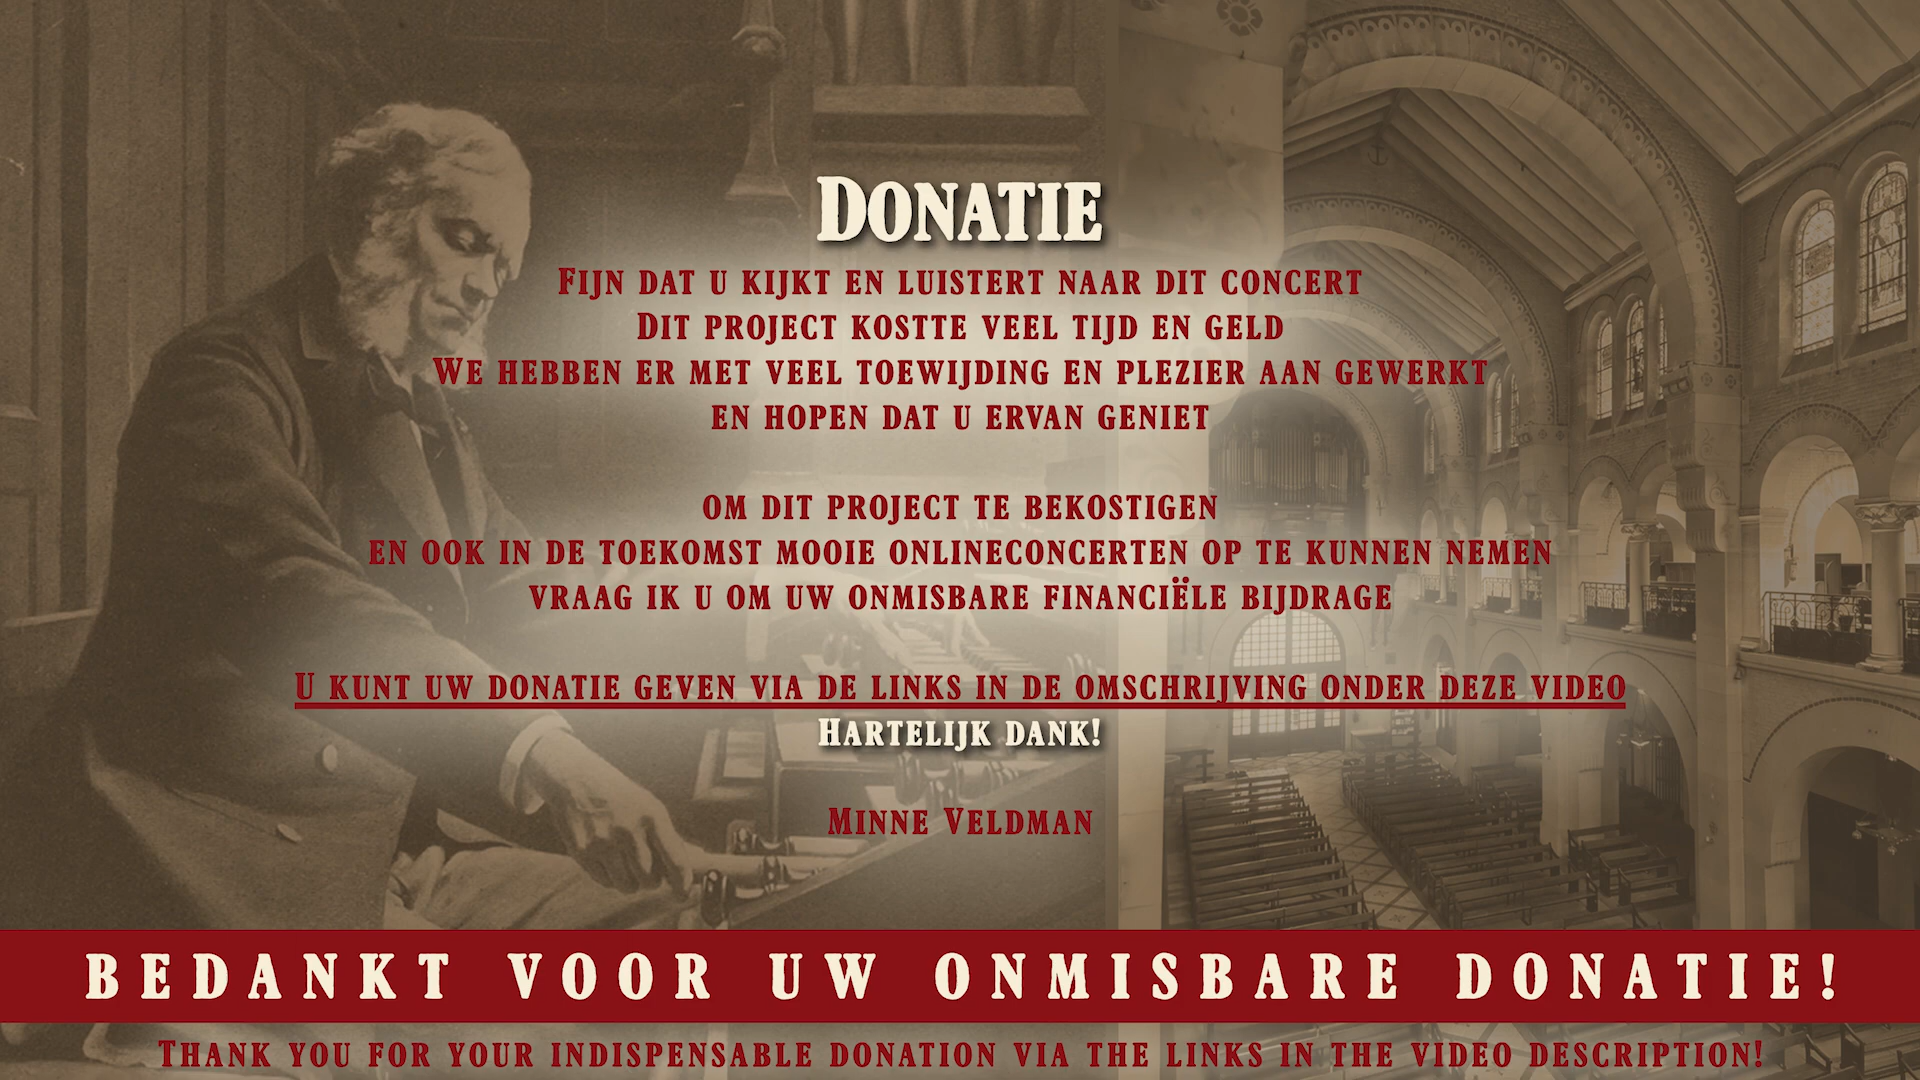 Donatie
Fijn dat u kijkt en luistert naar dit concert
Dit project kostte veel tijd en geld
We hebben er met veel toewijding en plezier aan gewerkt
en hopen dat u ervan geniet
om dit project te bekostigen
en ook in de toekomst mooie onlineconcerten op te kunnen nemen
vraag ik u om uw onmisbare financiële bijdrage
U kunt uw donatie geven via de links in de omschrijving onder deze video
Hartelijk dank!
Minne Veldman
BEDANKT VOOR UW ONMISBARE DONATIE!
Thank you for your indispensable donation via the links in the video description!